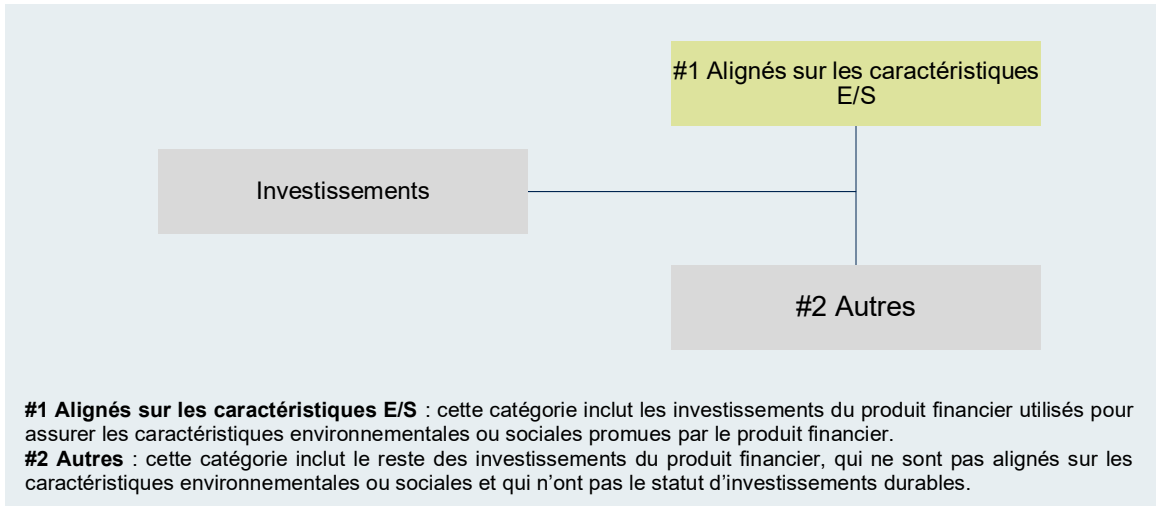 #1 Alignés sur les caractéristiques
E/S
Investissements
#2 Autres
#1 Alignés sur les caractéristiques E/S : cette catégorie inclut les investissements du produit financier utilisés pour
assurer les caractéristiques environnementales ou sociales promues par le produit financier.
#2 Autres : cette catégorie inclut le reste des investissements du produit financier, qui ne sont pas alignés sur les
caractéristiques environnementales ou sociales et qui n’ont pas le statut d’investissements durables.